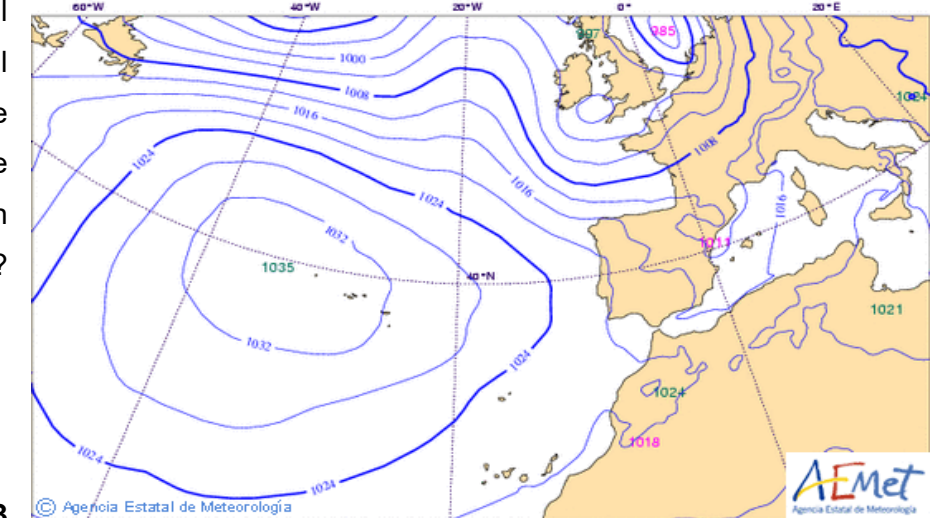 60°W 40°W 20°W 0° 20°E
l
l
e
e
n
?
B
1000
1008
1016
1024
997
985
1024
1008
1024
1016
1016
1032
1035
40°N
1011
1021
1032
1024
1024
1018
1024
1024
© Agencia Estatal de Meteorología
AEMet
Agencia Estatal de Meteorología